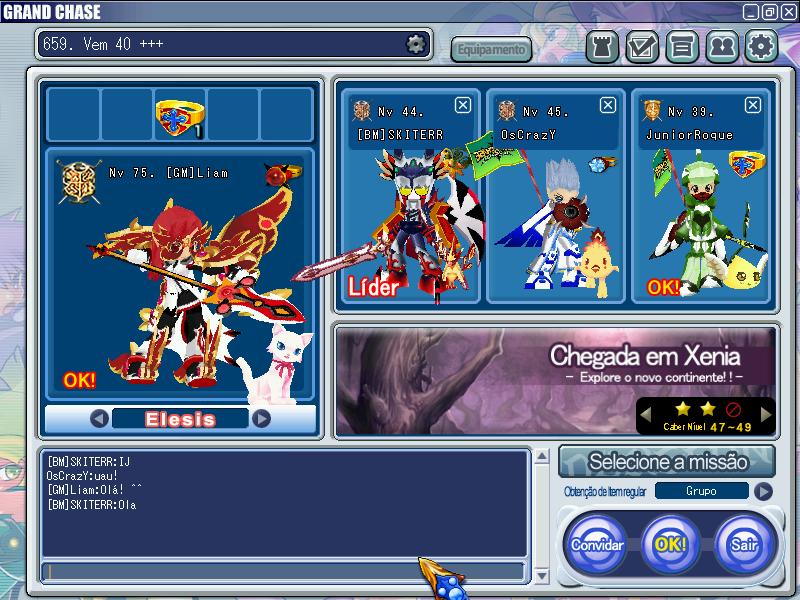 GRAND CHASE
659. Vem 40 +++
Equipamento
1
Nv 75. [GM]Liam
OK!
Elesis
Nv 44.
[BM]SKITERR
Líder
Nv 45.
OsCrazY
Nv 39.
JuniorRoque
OK!
Chegada em Xenia
- Explore o novo continente!! -
Caber Nível 47~49
[BM]SKITERR:IJ
OsCrazY:uau!
[GM]Liam:Olá! ^^
[BM]SKITERR:Ola
Selecione a missão
Obtenção de Item regular
Grupo
Convidar
OK!
Sair